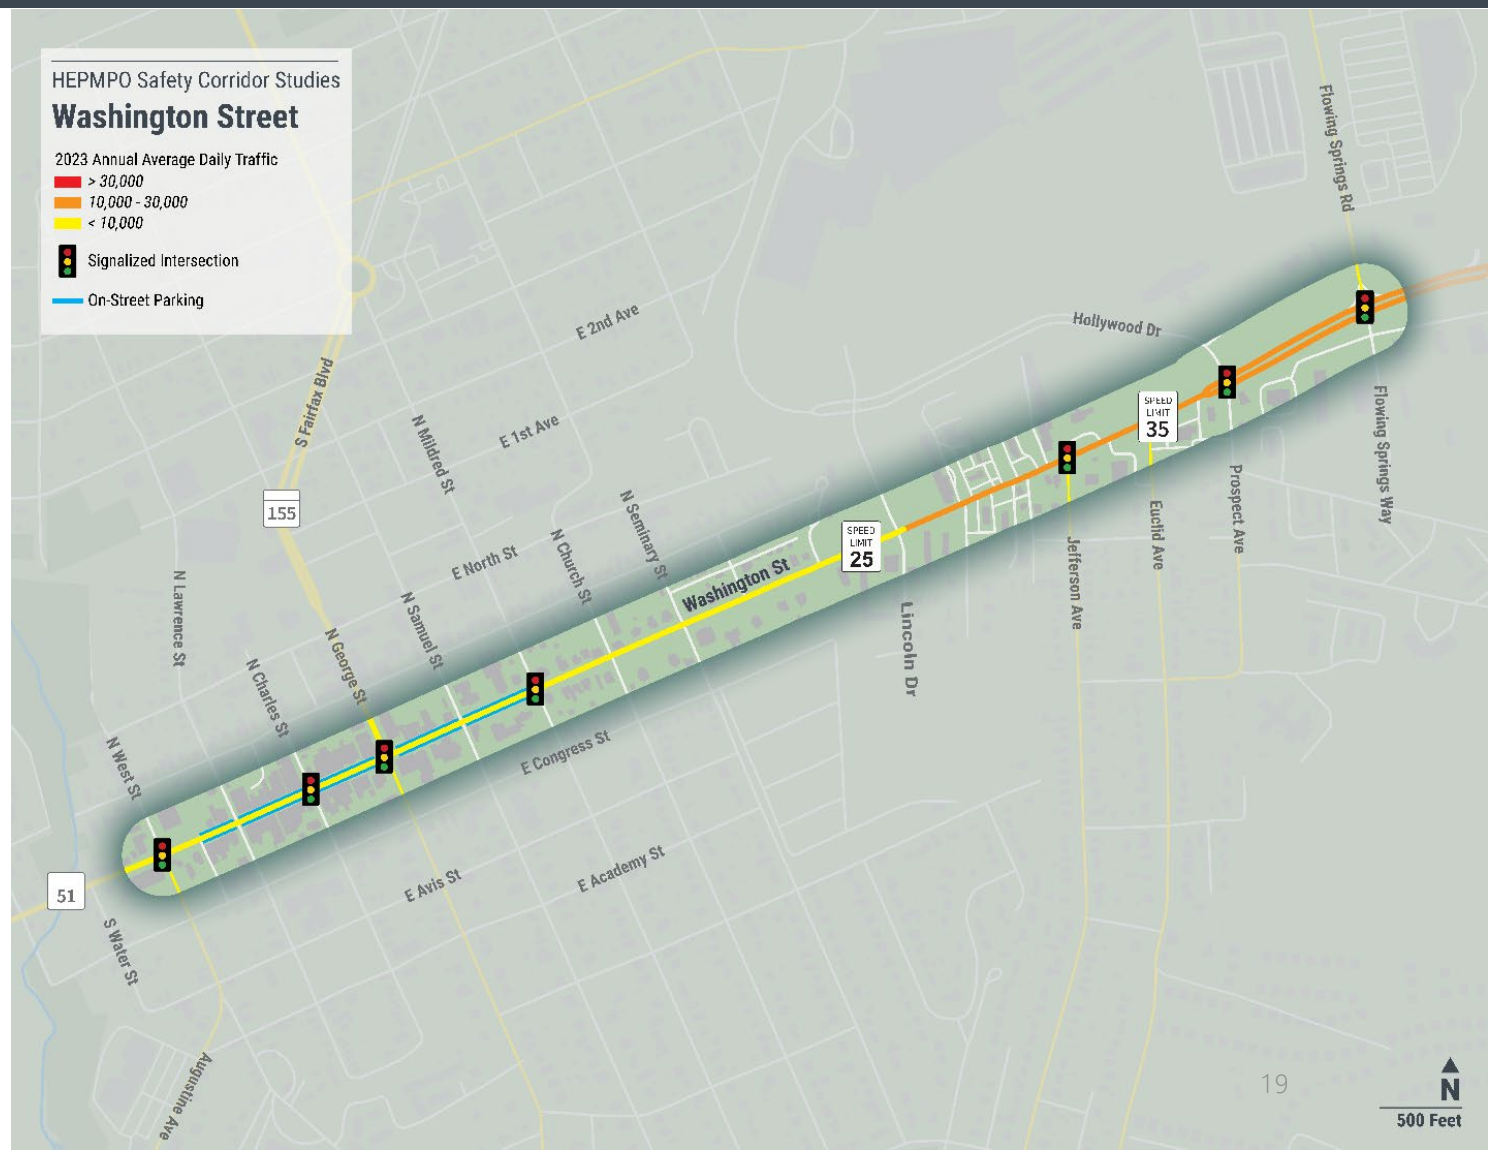 HEPMPO Safety Corridor Studies
Washington Street
2023 Annual Average Daily Traffic
> 30,000
10,000 - 30,000
< 10,000
Signalized Intersection
On-Street Parking
Flowing Springs Rd
E 2nd Ave
Hollywood Dr
S Fairfax Blvd
N Mildred St
E 1st Ave
SPEED
LIMIT
35
Flowing Springs Way
Prospect Ave
155
N Seminary St
SPEED
LIMIT
25
Euclid Ave
Jefferson Ave
N Church St
E North St
Washington St
N Lawrence St
N Samuel St
Lincoln Dr
N George St
N Charles St
N West St
E Congress St
51
E Avis St
E Academy St
S Water St
Augustine Ave
19
N
500 Feet